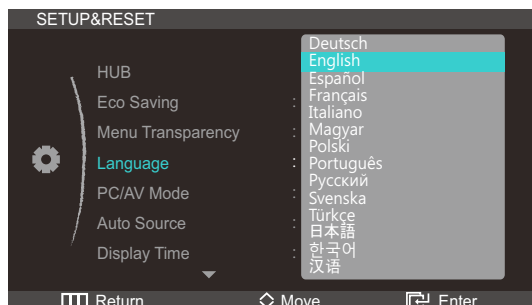 SETUP&RESET
HUB
Eco Saving :
Menu Transparency :
Language :
PC/AV Mode :
Auto Source :
Display Time :
Deutsch
English
Español
Français
Italiano
Magyar
Polski
Português
Русский
Svenska
Türkçe
日本語
한국어
汉语
Return Move Enter